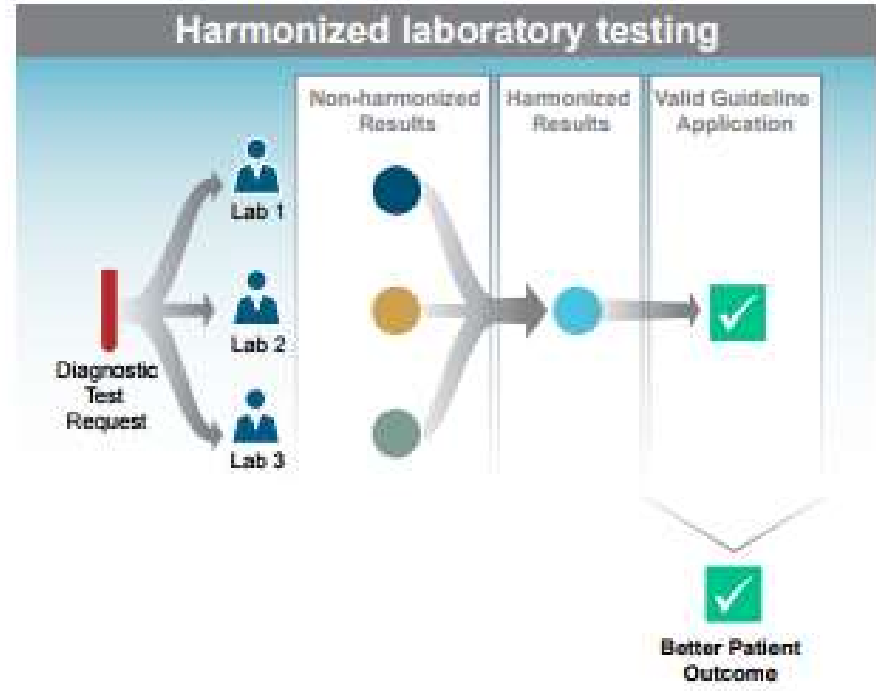 Harmonized laboratory testing
Non-harmonized
Results
Harmonized
Results
Valid Guideline
Application
Lab 1
Lab 2
Lab 3
Diagnostic
Test
Request
Better Patient
Outcome